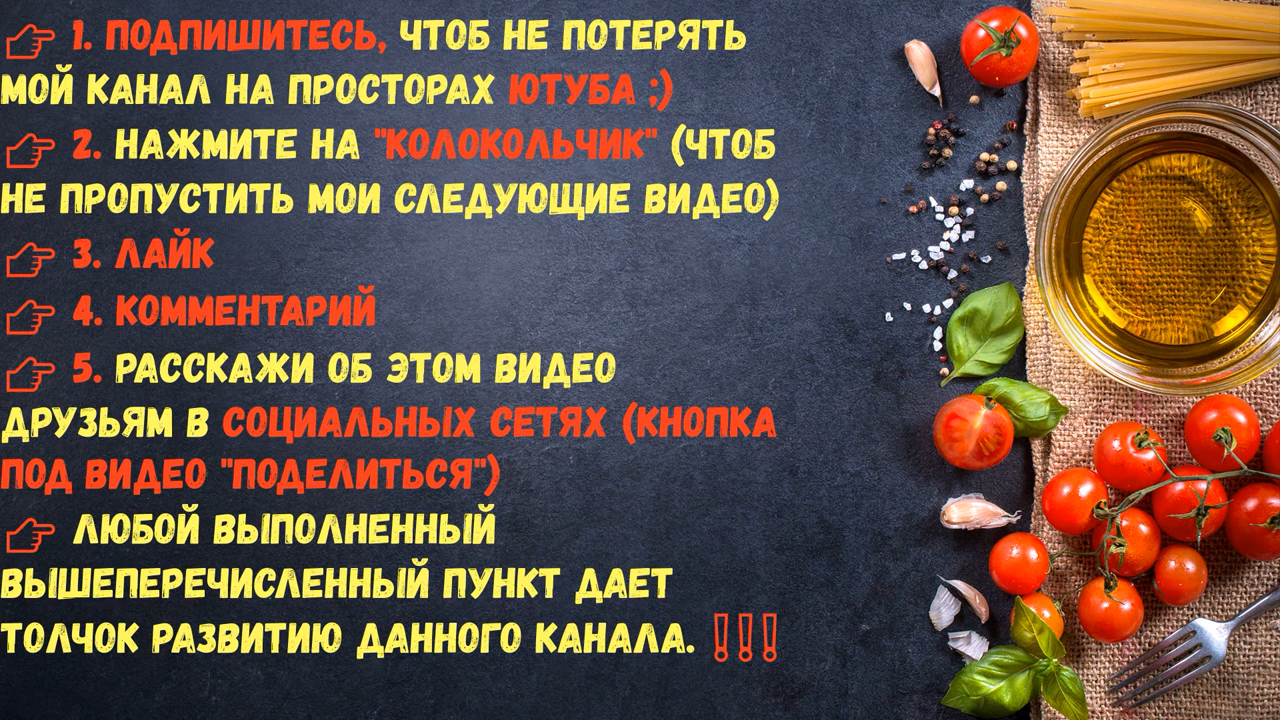 👉 1. ПОДПИШИТЕСЬ, ЧТОБ НЕ ПОТЕРЯТЬ
МОЙ КАНАЛ НА ПРОСТОРАХ ЮТУБА ;)
👉 2. НАЖМИТЕ НА "КОЛОКОЛЬЧИК" (ЧТОБ
НЕ ПРОПУСТИТЬ МОИ СЛЕДУЮЩИЕ ВИДЕО)
👉 3. ЛАЙК
👉 4. КОММЕНТАРИЙ
👉 5. РАССКАЖИ ОБ ЭТОМ ВИДЕО
ДРУЗЬЯМ В СОЦИАЛЬНЫХ СЕТЯХ (КНОПКА
ПОД ВИДЕО "ПОДЕЛИТЬСЯ")
👉 ЛЮБОЙ ВЫПОЛНЕННЫЙ
ВЫШЕПЕРЕЧИСЛЕННЫЙ ПУНКТ ДАЕТ
ТОЛЧОК РАЗВИТИЮ ДАННОГО КАНАЛА. !!!